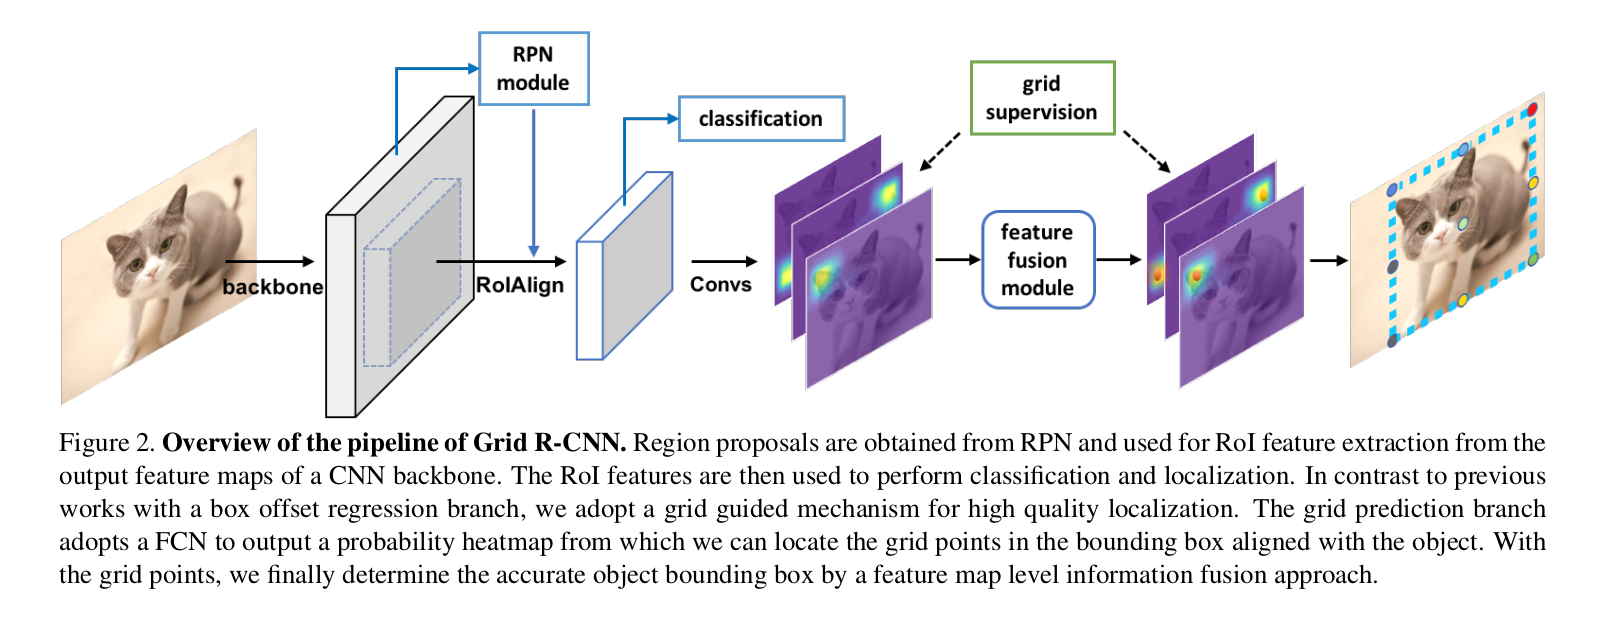 RPN
module
grid
supervision
classification
feature
fusion
module
backbone
RoIAlign
Convs
Figure 2. Overview of the pipeline of Grid R-CNN. Region proposals are obtained from RPN and used for RoI feature extraction from the
output feature maps of a CNN backbone. The RoI features are then used to perform classification and localization. In contrast to previous
works with a box offset regression branch, we adopt a grid guided mechanism for high quality localization. The grid prediction branch
adopts a FCN to output a probability heatmap from which we can locate the grid points in the bounding box aligned with the object. With
the grid points, we finally determine the accurate object bounding box by a feature map level information fusion approach.